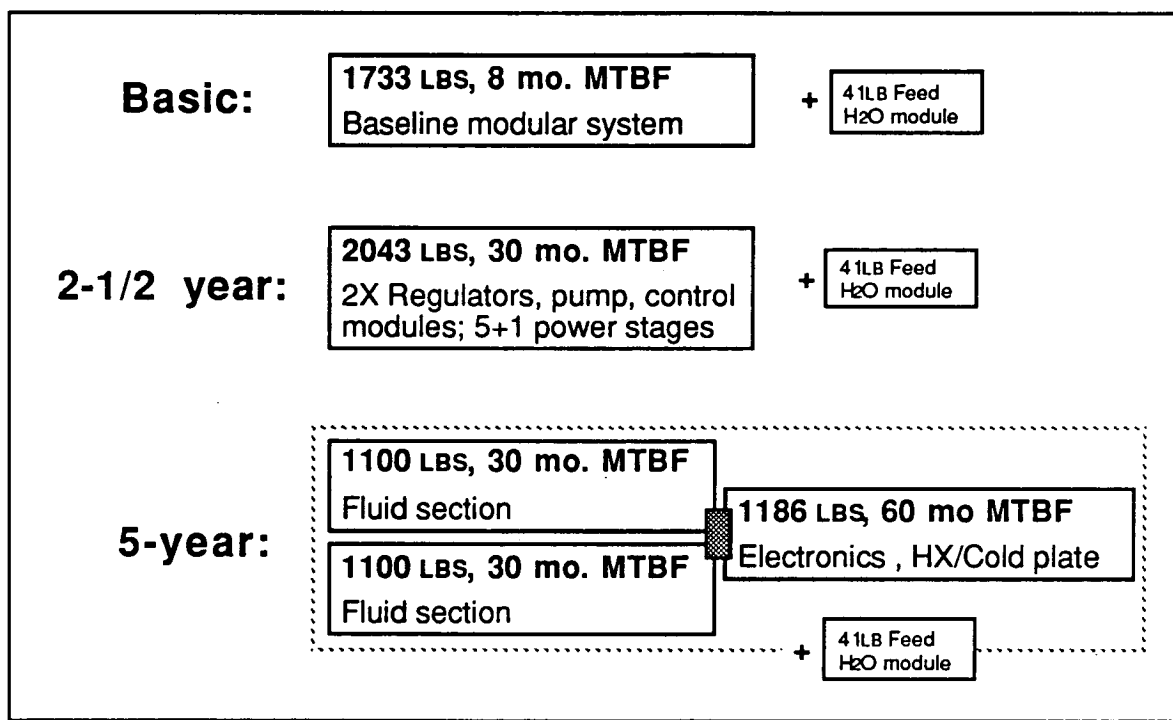 Basic:
1733 LBS, 8 mo. MTBF
Baseline modular system
+
41LB Feed
H2O module
2-1/2 year:
2043 LBS, 30 mo. MTBF
2X Regulators, pump, control
modules; 5+1 power stages
+
41LB Feed
H2O module
5-year:
1100 LBS, 30 mo. MTBF
Fluid section
1100 LBS, 30 mo. MTBF
Fluid section
1186 LBS, 60 mo MTBF
Electronics , HX/Cold plate
+
41LB Feed
H2O module